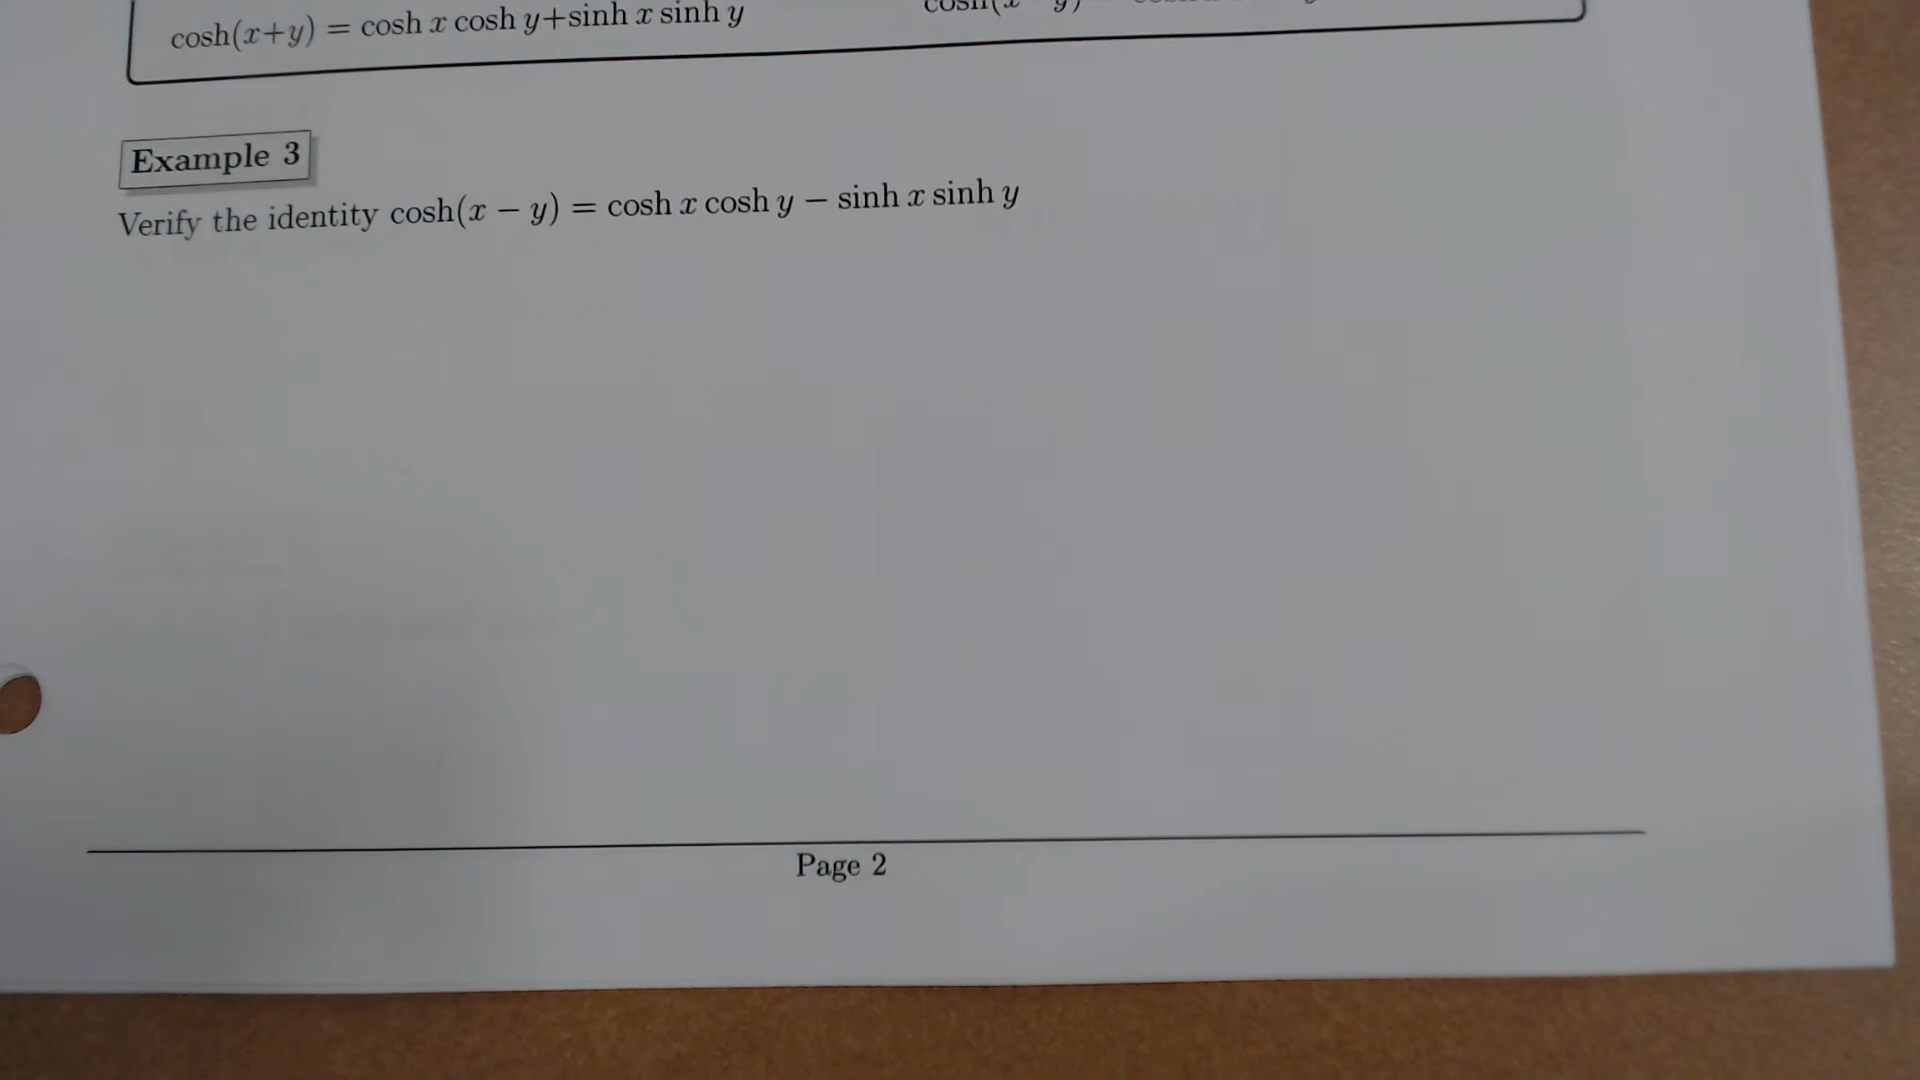 cosh(x+y) = cosh x cosh y+sinh x sinh y
Example 3
Verify the identity cosh(x − y) = cosh x cosh y − sinh x sinh y
Page 2